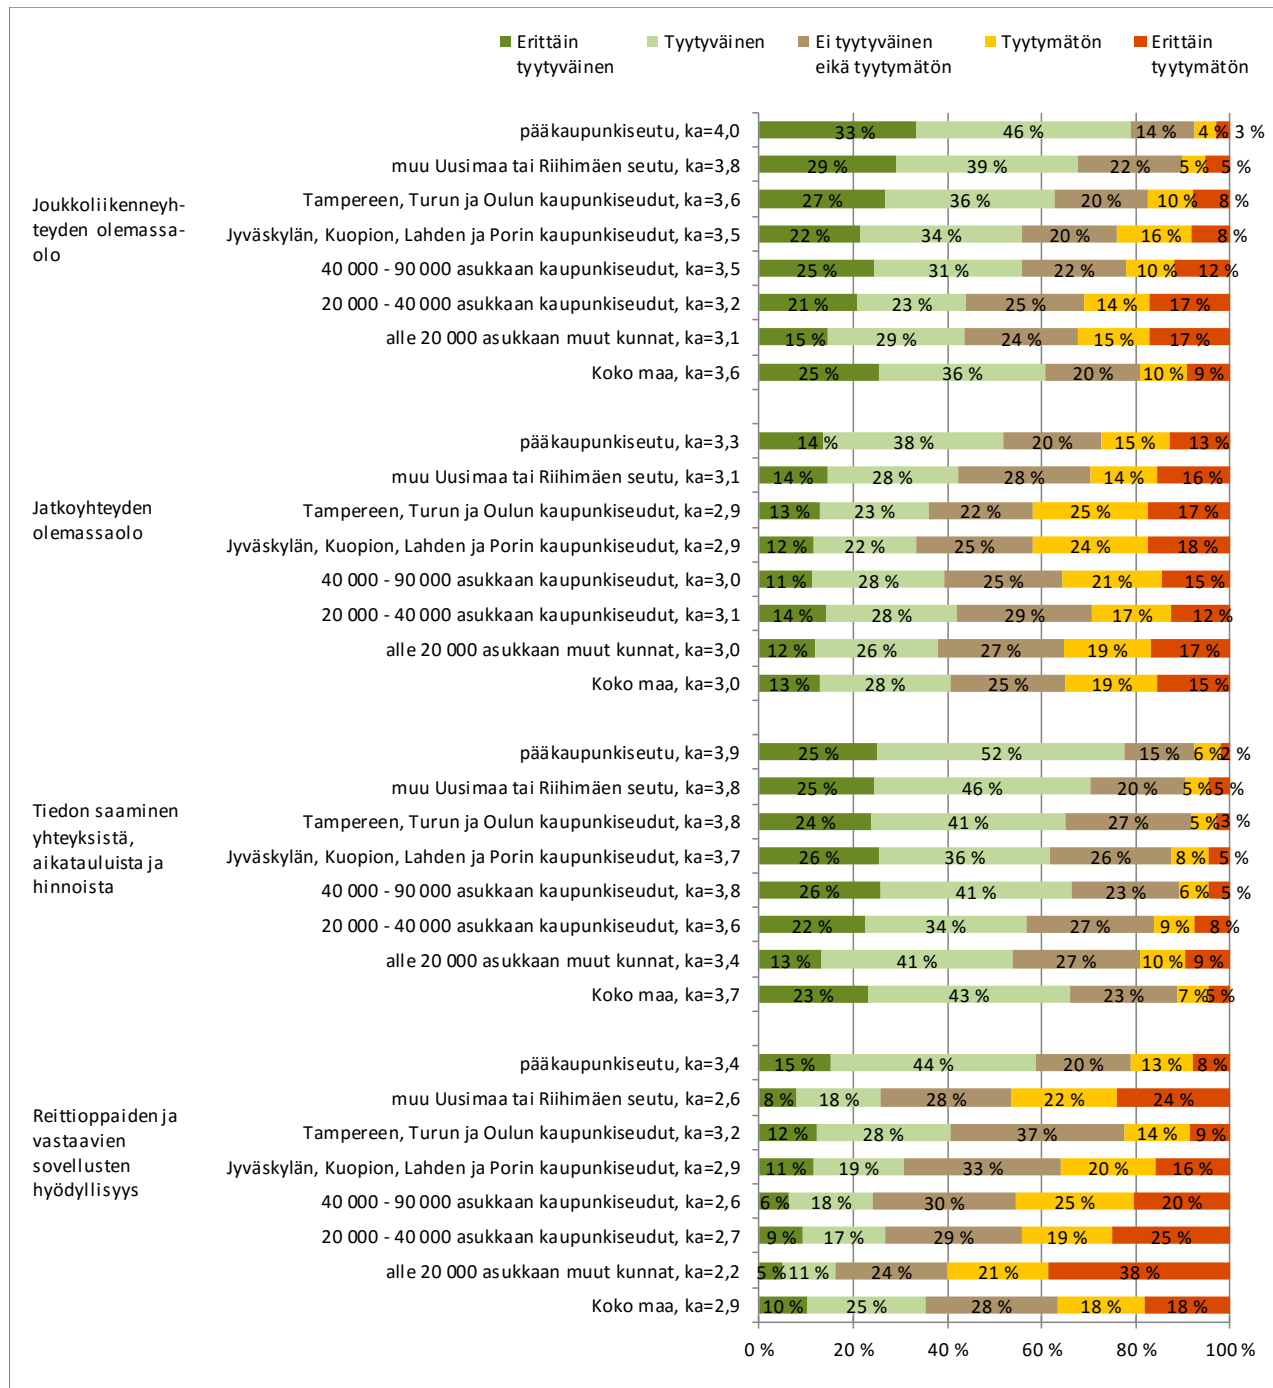 Erittäin tyytyväinen
Tyytyväinen
Ei tyytyväinen eikä tyytymätön
Tyytymätön
Erittäin tyytymätön
Joukkoliikenneyh-
teyden olemassa-
olo
pääkaupunkiseutu, ka=4,0 33 % 46 % 14 % 4 % 3 %
muu Uusimaa tai Riihimäen seutu, ka=3,8 29 % 39 % 22 % 5 % 5 %
Tampereen, Turun ja Oulun kaupunkiseudut, ka=3,6 27 % 36 % 20 % 10 % 8 %
Jyväskylän, Kuopion, Lahden ja Porin kaupunkiseudut, ka=3,5 22 % 34 % 20 % 16 % 8 %
40 000 - 90 000 asukkaan kaupunkiseudut, ka=3,5 25 % 31 % 22 % 10 % 12 %
20 000 - 40 000 asukkaan kaupunkiseudut, ka=3,2 21 % 23 % 25 % 14 % 17 %
alle 20 000 asukkaan muut kunnat, ka=3,1 15 % 29 % 24 % 15 % 17 %
Koko maa, ka=3,6 25 % 36 % 20 % 10 % 9 %
Jatkoyhteyden
olemassaolo
pääkaupunkiseutu, ka=3,3 14 % 38 % 20 % 15 % 13 %
muu Uusimaa tai Riihimäen seutu, ka=3,1 14 % 28 % 28 % 14 % 16 %
Tampereen, Turun ja Oulun kaupunkiseudut, ka=2,9 13 % 23 % 22 % 25 % 17 %
Jyväskylän, Kuopion, Lahden ja Porin kaupunkiseudut, ka=2,9 12 % 22 % 25 % 24 % 18 %
40 000 - 90 000 asukkaan kaupunkiseudut, ka=3,0 11 % 28 % 25 % 21 % 15 %
20 000 - 40 000 asukkaan kaupunkiseudut, ka=3,1 14 % 28 % 29 % 17 % 12 %
alle 20 000 asukkaan muut kunnat, ka=3,0 12 % 26 % 27 % 19 % 17 %
Koko maa, ka=3,0 13 % 28 % 25 % 19 % 15 %
Tiedon saaminen
yhteyksistä,
aikatauluista ja
hinnoista
pääkaupunkiseutu, ka=3,9 25 % 52 % 15 % 6 % 2 %
muu Uusimaa tai Riihimäen seutu, ka=3,8 25 % 46 % 20 % 5 % 5 %
Tampereen, Turun ja Oulun kaupunkiseudut, ka=3,8 24 % 41 % 27 % 5 % 3 %
Jyväskylän, Kuopion, Lahden ja Porin kaupunkiseudut, ka=3,7 26 % 36 % 26 % 8 % 5 %
40 000 - 90 000 asukkaan kaupunkiseudut, ka=3,8 26 % 41 % 23 % 6 % 5 %
20 000 - 40 000 asukkaan kaupunkiseudut, ka=3,6 22 % 34 % 27 % 9 % 8 %
alle 20 000 asukkaan muut kunnat, ka=3,4 13 % 41 % 27 % 10 % 9 %
Koko maa, ka=3,7 23 % 43 % 23 % 7 % 5 %
Reittioppaiden ja
vastaavien
sovellusten
hyödyllisyys
pääkaupunkiseutu, ka=3,4 15 % 44 % 20 % 13 % 8 %
muu Uusimaa tai Riihimäen seutu, ka=2,6 8 % 18 % 28 % 22 % 24 %
Tampereen, Turun ja Oulun kaupunkiseudut, ka=3,2 12 % 28 % 37 % 14 % 9 %
Jyväskylän, Kuopion, Lahden ja Porin kaupunkiseudut, ka=2,9 11 % 19 % 33 % 20 % 16 %
40 000 - 90 000 asukkaan kaupunkiseudut, ka=2,6 6 % 18 % 30 % 25 % 20 %
20 000 - 40 000 asukkaan kaupunkiseudut, ka=2,7 9 % 17 % 29 % 19 % 25 %
alle 20 000 asukkaan muut kunnat, ka=2,2 5 % 11 % 24 % 21 % 38 %
Koko maa, ka=2,9 10 % 25 % 28 % 18 % 18 %
0 % 20 % 40 % 60 % 80 % 100 %